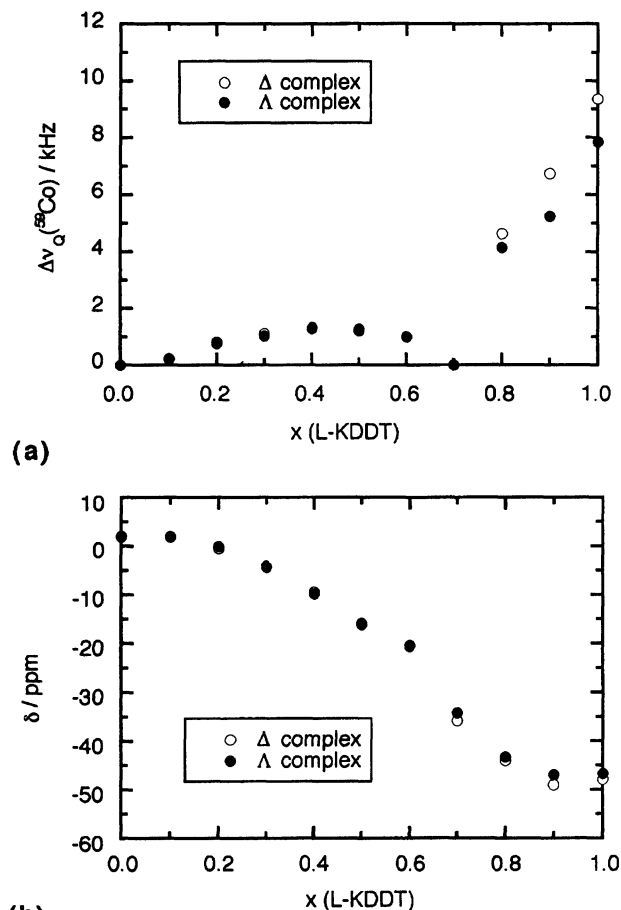 12
10
8
6
4
2
0
Δν_Q(⁵⁹Co) / kHz
○ Δ complex
● Λ complex
0.0 0.2 0.4 0.6 0.8 1.0
x (L-KDDT)
(a)
10
0
-10
-20
-30
-40
-50
-60
δ / ppm
○ Δ complex
● Λ complex
0.0 0.2 0.4 0.6 0.8 1.0
x (L-KDDT)